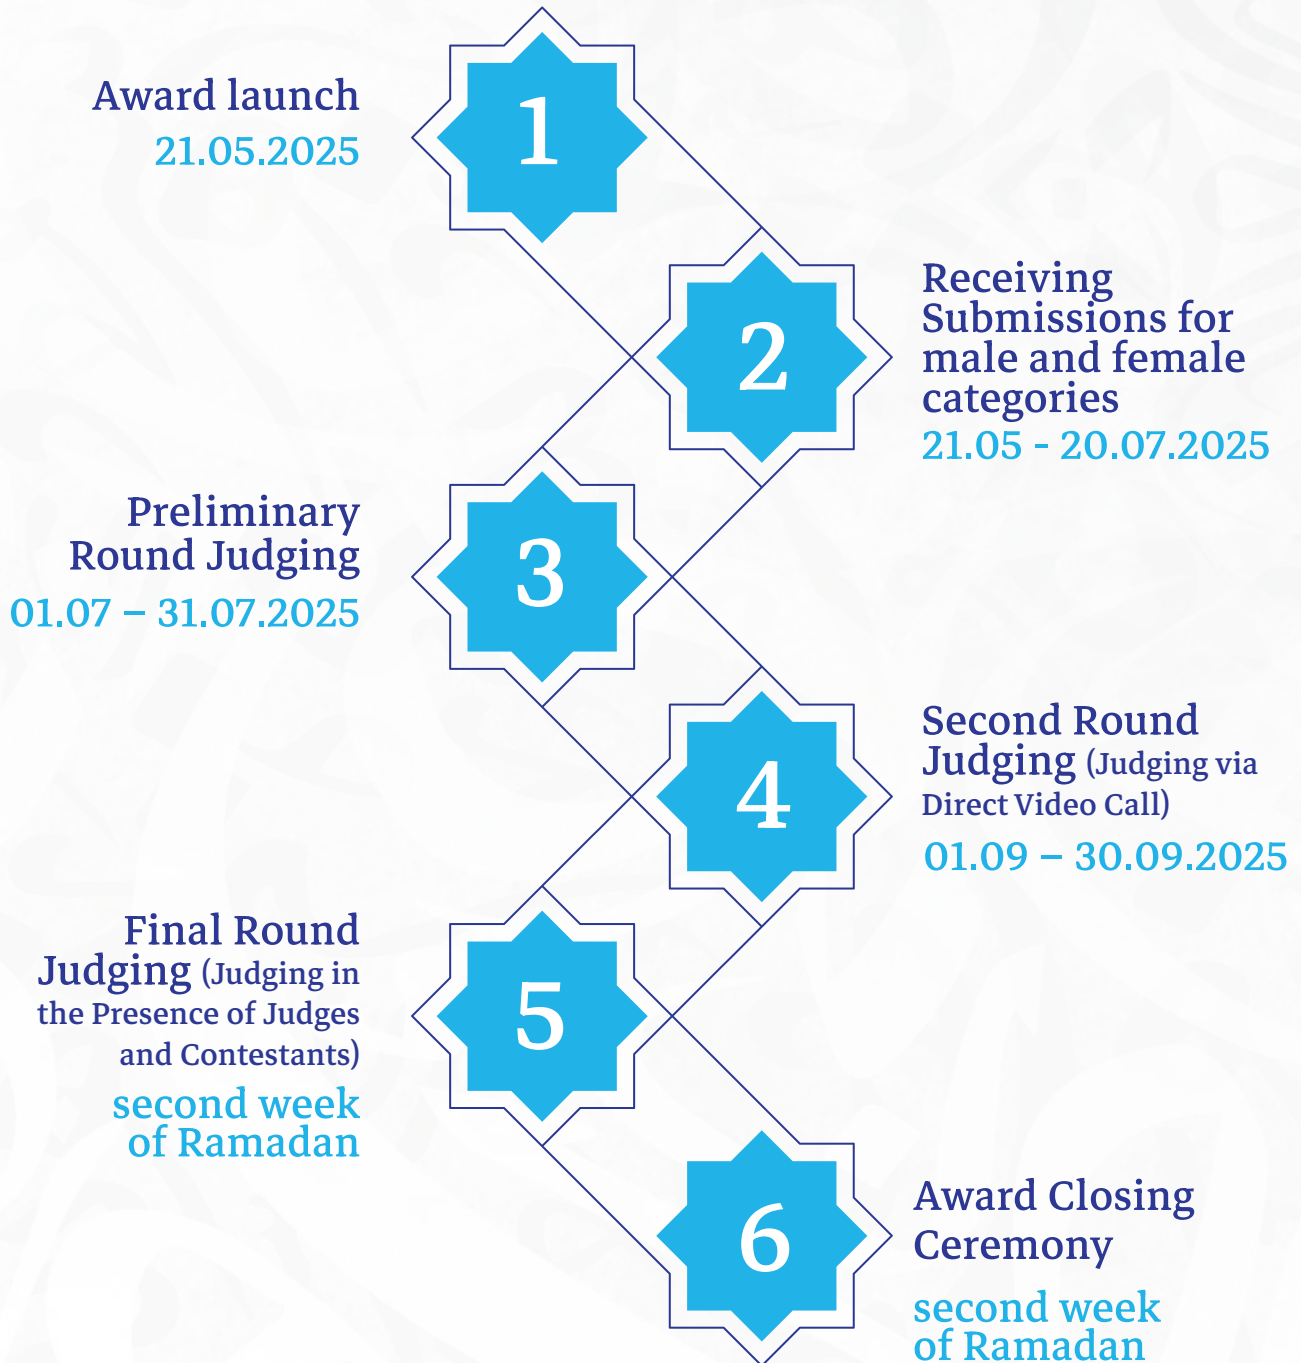 1
Award launch
21.05.2025
2
Receiving
Submissions for
male and female
categories
21.05 - 20.07.2025
3
Preliminary
Round Judging
01.07 – 31.07.2025
4
Second Round
Judging (Judging via
Direct Video Call)
01.09 – 30.09.2025
5
Final Round
Judging (Judging in
the Presence of Judges
and Contestants)
second week
of Ramadan
6
Award Closing
Ceremony
second week
of Ramadan